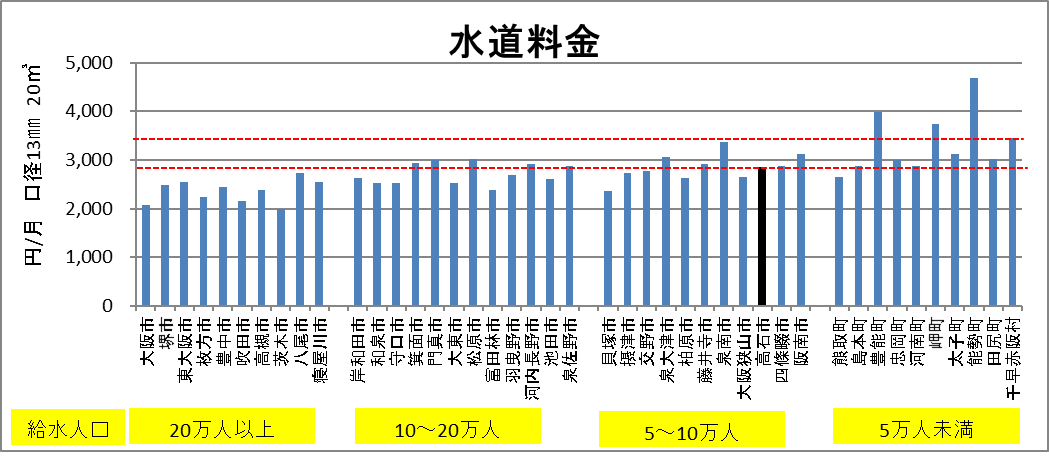 水道料金
円/月　口径13mm 20㎥
5,000
4,000
3,000
2,000
1,000
0
大阪市
堺市
東大阪市
枚方市
豊中市
吹田市
高槻市
茨木市
八尾市
寝屋川市
岸和田市
和泉市
守口市
箕面市
門真市
大東市
松原市
富田林市
羽曳野市
河内長野市
池田市
泉佐野市
貝塚市
摂津市
交野市
泉大津市
柏原市
藤井寺市
泉南市
大阪狭山市
高石市
四條畷市
阪南市
熊取町
島本町
豊能町
忠岡町
河南町
岬町
太子町
能勢町
田尻町
千早赤阪村
給水人口
20万人以上
10～20万人
5～10万人
5万人未満